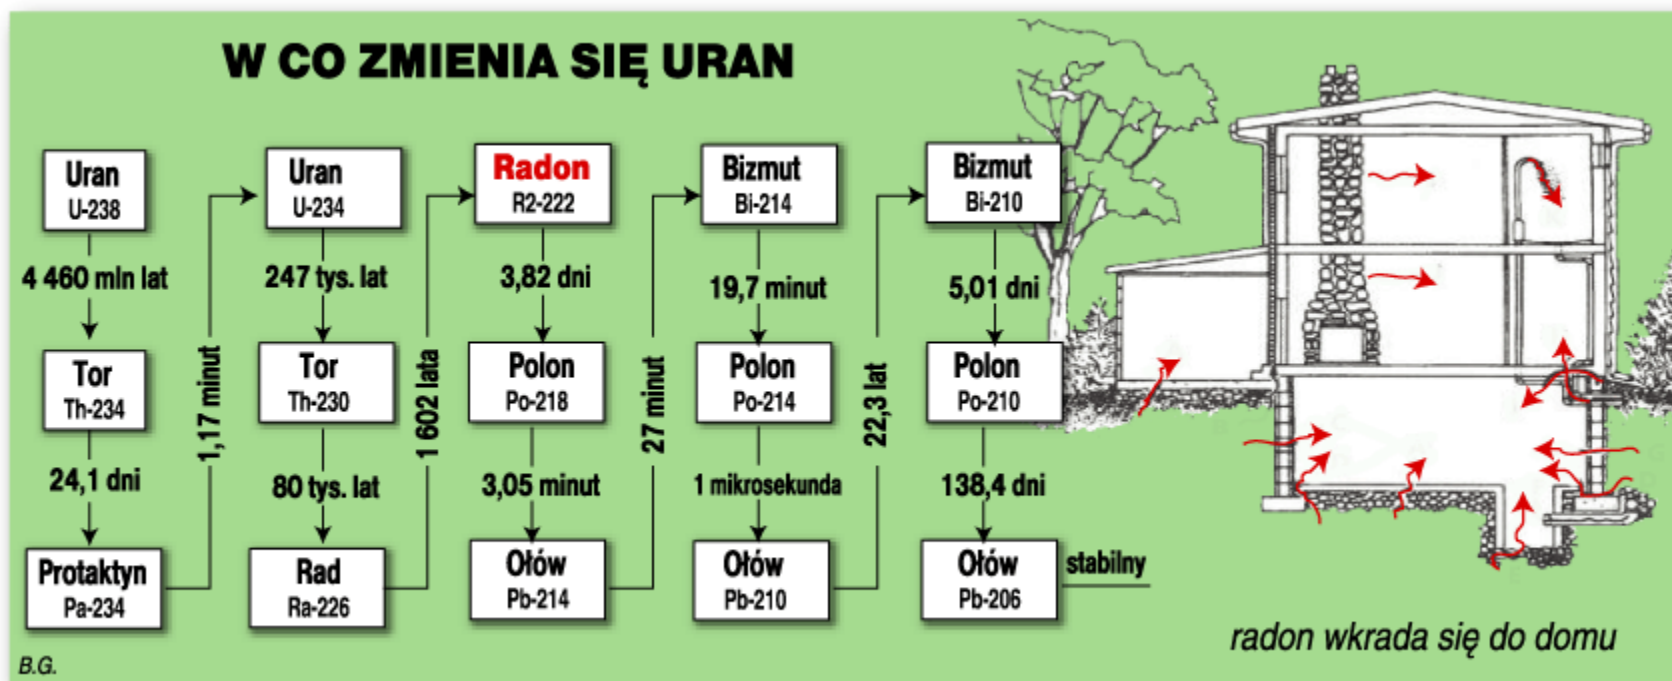 W CO ZMIENIA SIĘ URAN
Uran
U-238
4 460 mln lat
Tor
Th-234
24,1 dni
Protaktyn
Pa-234
1,17 minut
Uran
U-234
247 tys. lat
Tor
Th-230
80 tys. lat
Rad
Ra-226
1 602 lata
Radon
R2-222
3,82 dni
Polon
Po-218
3,05 minut
Ołów
Pb-214
27 minut
Bizmut
Bi-214
19,7 minut
Polon
Po-214
1 mikrosekunda
Ołów
Pb-210
22,3 lat
Bizmut
Bi-210
5,01 dni
Polon
Po-210
138,4 dni
Ołów
Pb-206
stabilny
radon wkrada się do domu
B.G.